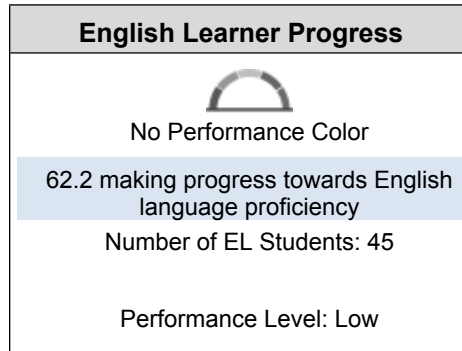 English Learner Progress
No Performance Color
62.2 making progress towards English
language proficiency
Number of EL Students: 45
Performance Level: Low